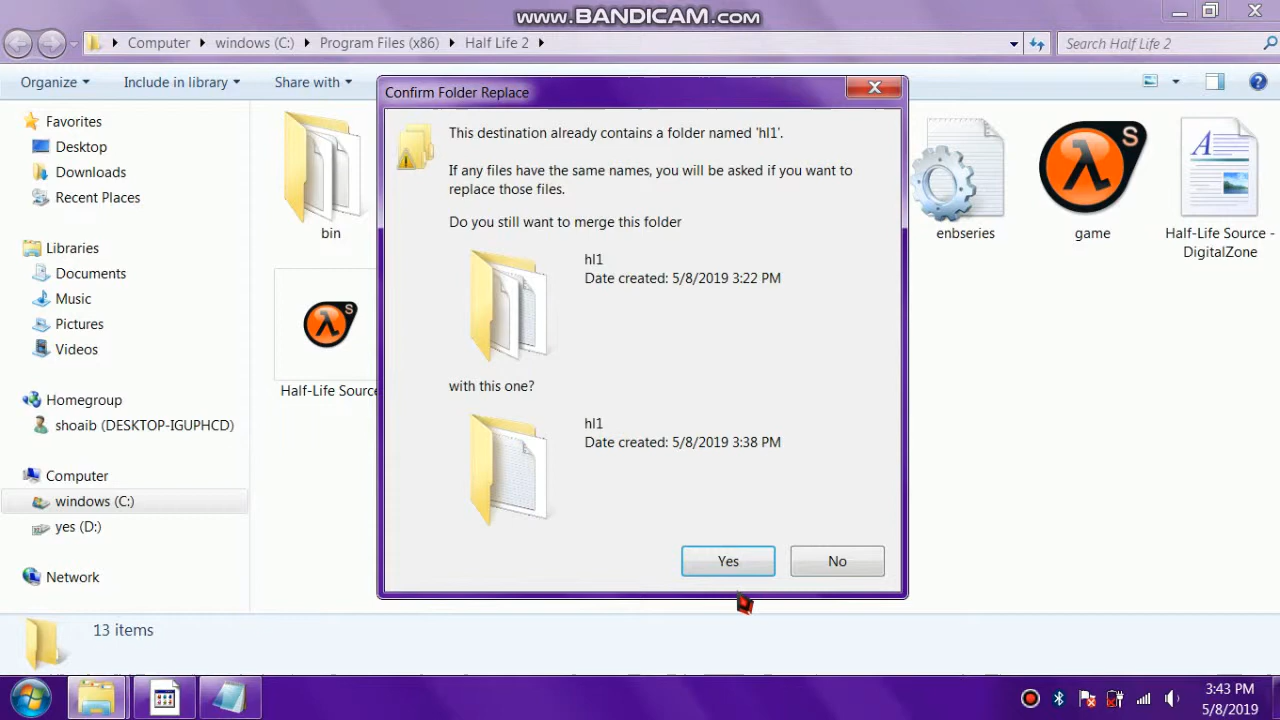 www.BANDICAM.com
Computer
windows (C:)
Program Files (x86)
Half Life 2
Search Half Life 2
Organize
Include in library
Share with
Favorites
Desktop
Downloads
Recent Places
Libraries
Documents
Music
Pictures
Videos
Homegroup
shoaib (DESKTOP-IGUPHCD)
Computer
windows (C:)
yes (D:)
Network
bin
Half-Life Source
Confirm Folder Replace
This destination already contains a folder named 'hl1'.
If any files have the same names, you will be asked if you want to
replace those files.
Do you still want to merge this folder
hl1
Date created: 5/8/2019 3:22 PM
with this one?
hl1
Date created: 5/8/2019 3:38 PM
Yes
No
enbseries
game
Half-Life Source -
DigitalZone
13 items
3:43 PM
5/8/2019